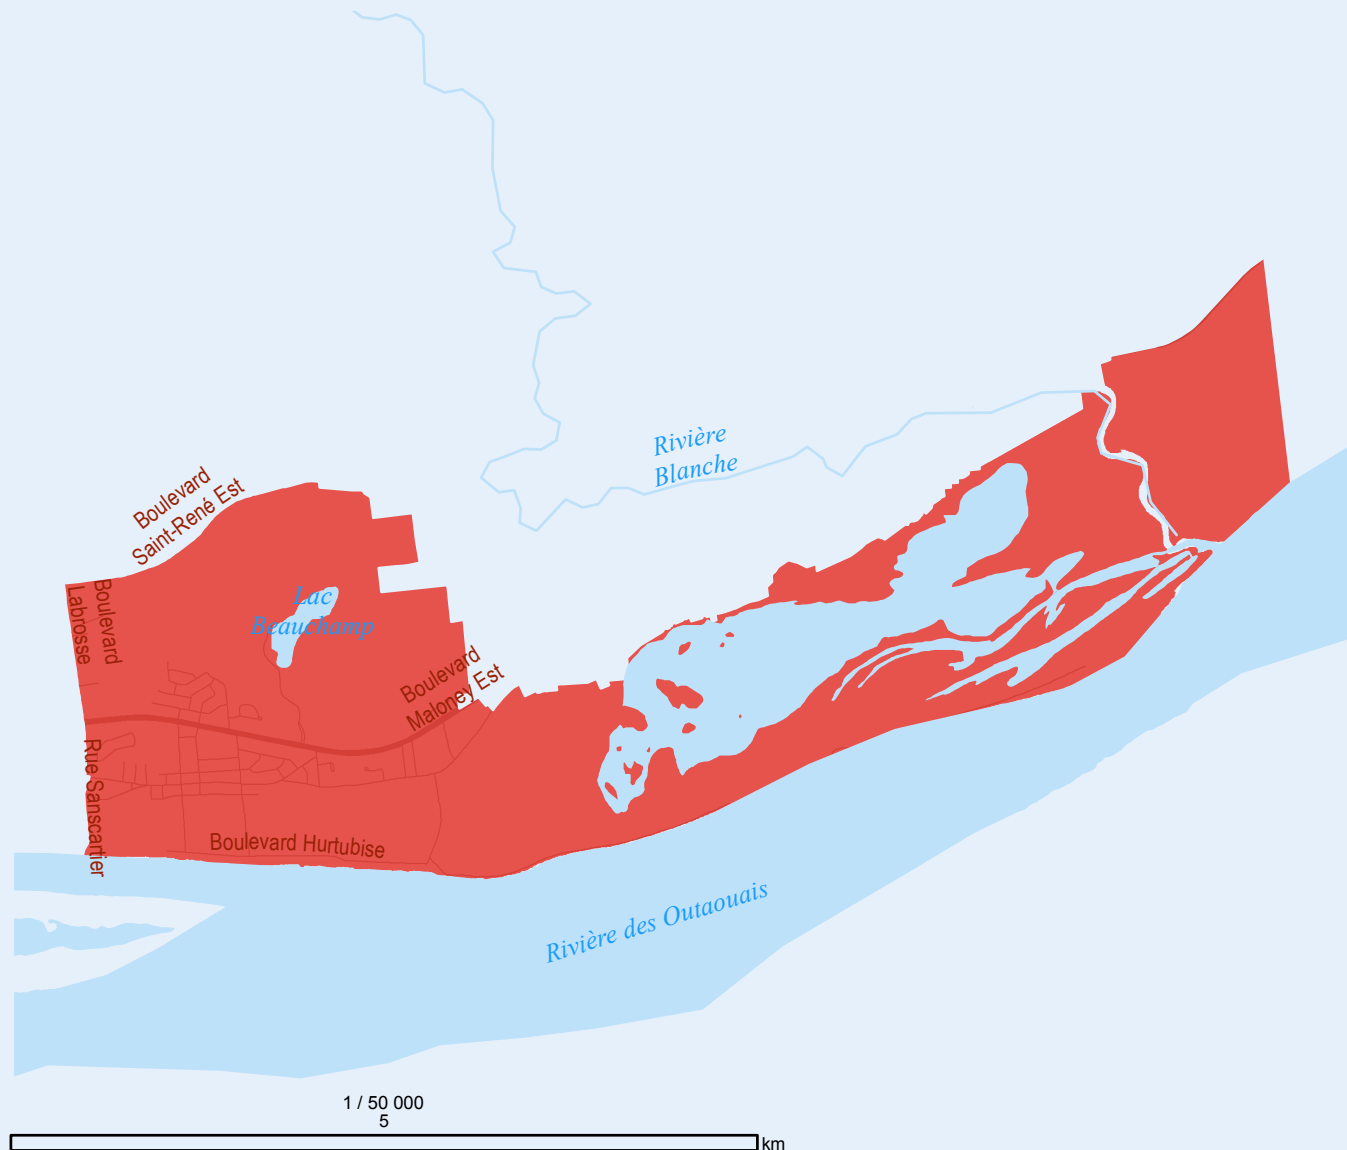 Rivière
Blanche
Boulevard
Saint-René Est
Lac
Beauchamp
Boulevard
Labrosse
Boulevard
Maloney Est
Rue Sanscartier
Boulevard Hurtubise
Rivière des Outaouais
1 / 50 000
5
km